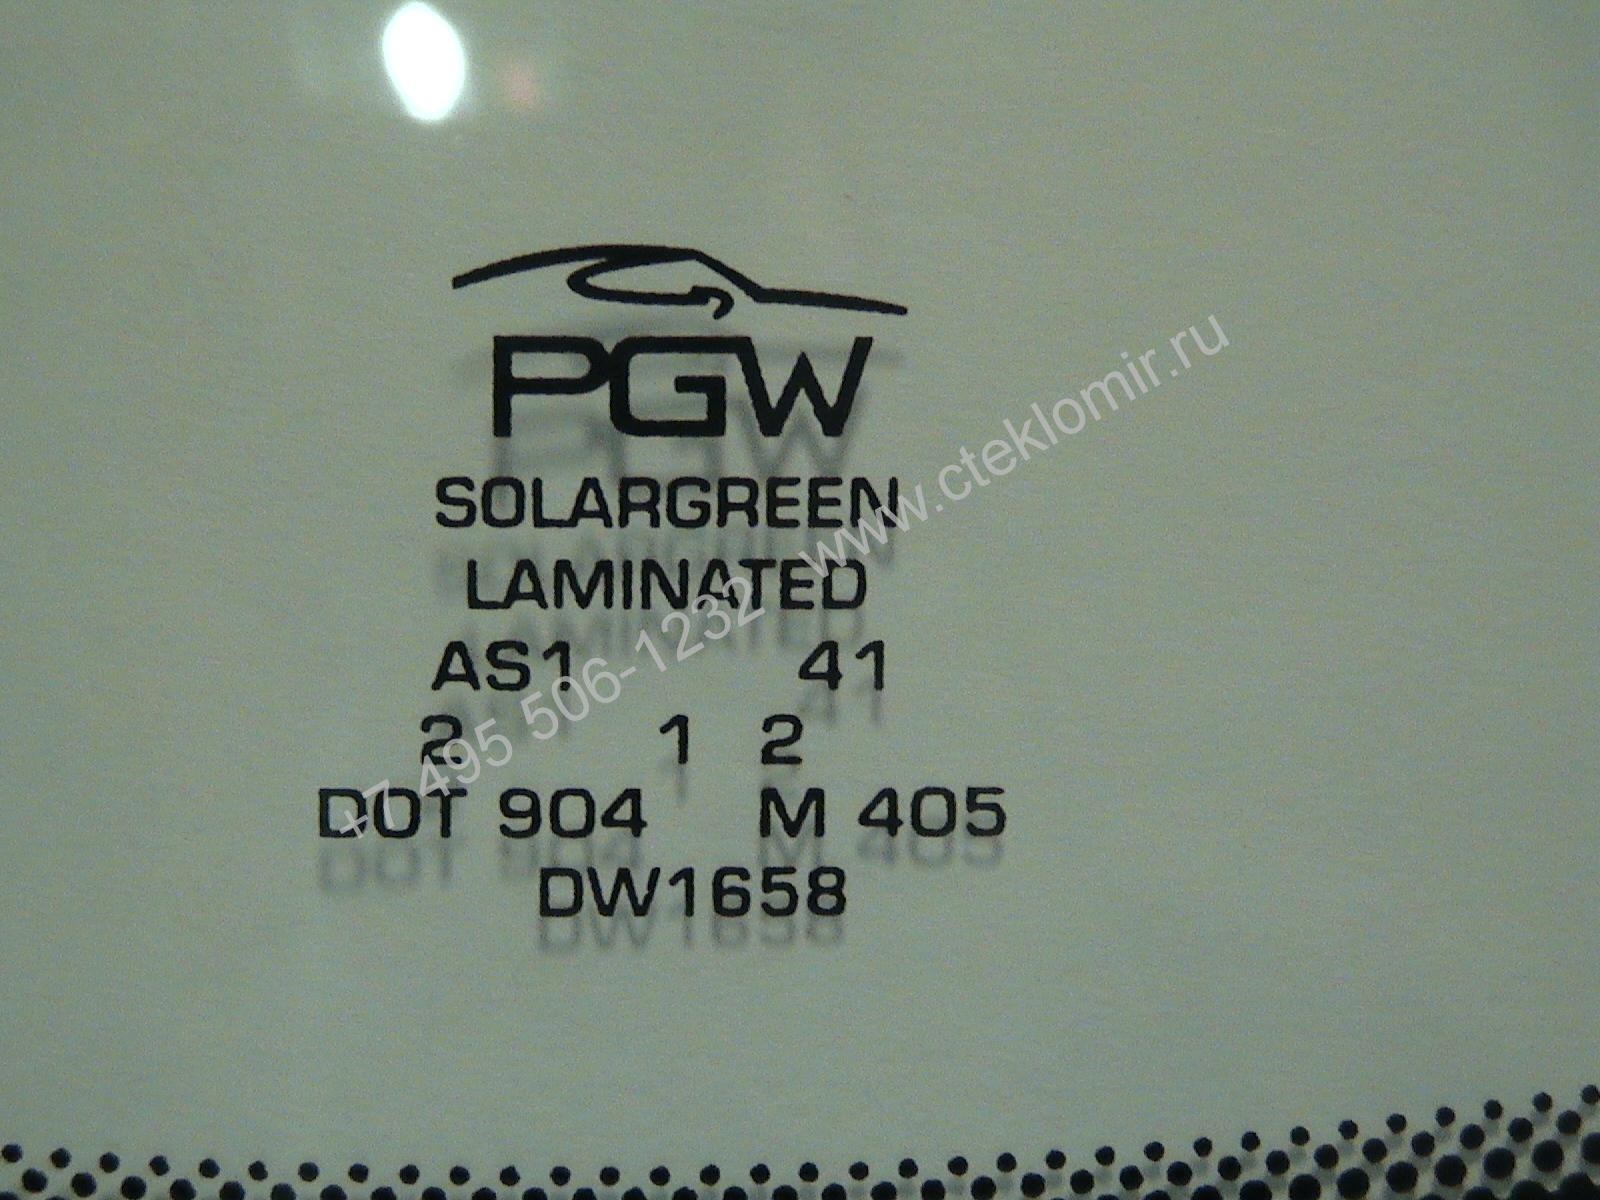 PGW
SOLARGREEN
LAMINATED
AS1 41
2 1 2
DOT 904 M 405
DW1658
+7 495 506-1232 www.cteklomir.ru